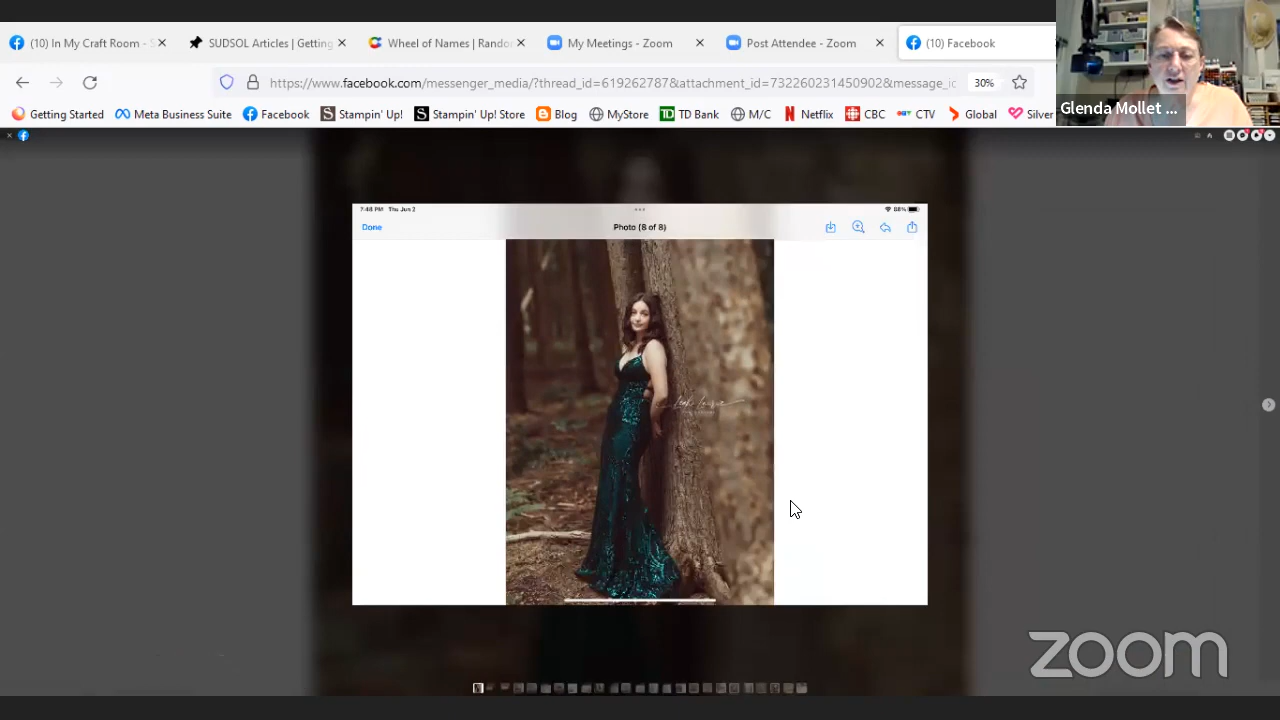 (10) In My Craft Room - S
SUDSOL Articles | Getting
Wheel of Names | Rando
My Meetings - Zoom
Post Attendee - Zoom
(10) Facebook
https://www.facebook.com/messenger_media/?thread_id=619262787&attachment_id=732260231450902&message_ic
30%
Getting Started
Meta Business Suite
Facebook
Stampin' Up!
Stampin' Up! Store
Blog
MyStore
TD Bank
M/C
Netflix
CBC
CTV
Global
Silver
Glenda Mollet ...
7:48 PM Thu Jun 2
88%
Done
Photo (8 of 8)
zoom